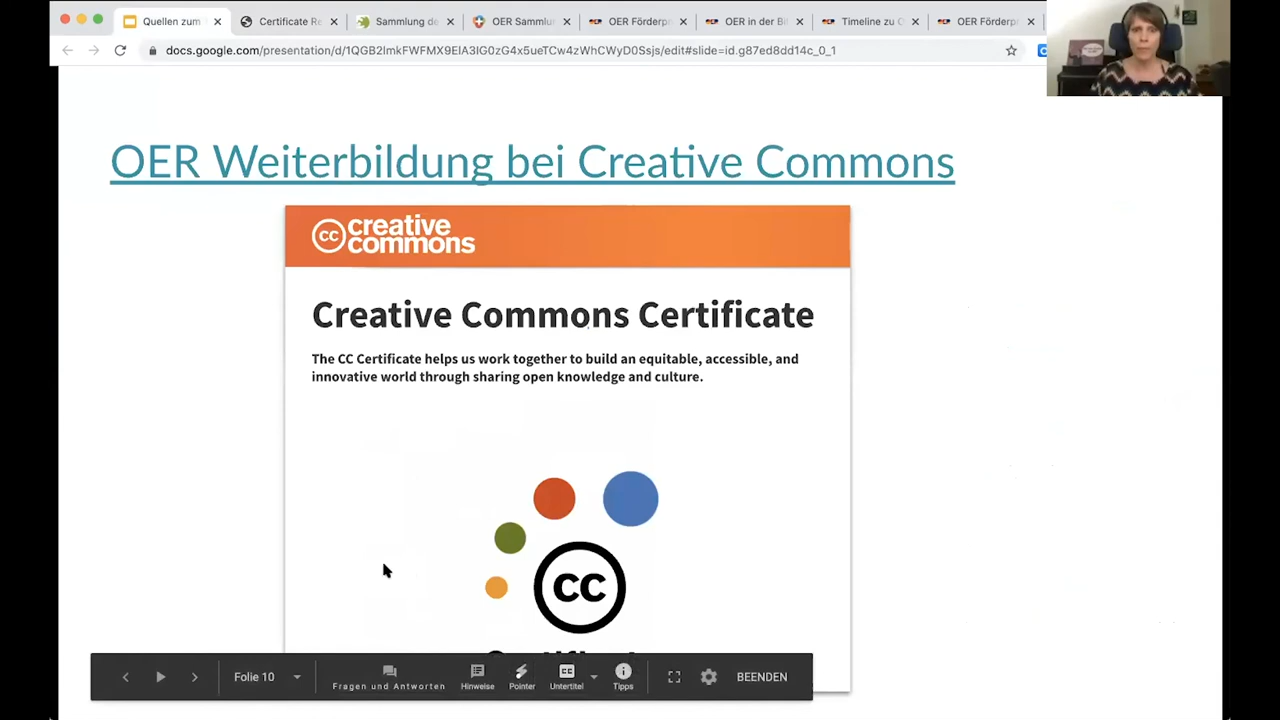 Quellen zum
Certificate Re
Sammlung de
OER Sammlu
OER Förderpr
OER in der Bi
Timeline zu O
OER Förderp
docs.google.com/presentation/d/1QGB2ImkFWFMX9EIA3IG0zG4x5ueTCw4zWhCWyD0Ssjs/edit#slide=id.g87ed8dd14c_0_1
OER Weiterbildung bei Creative Commons
cc creative
commons
Creative Commons Certificate
The CC Certificate helps us work together to build an equitable, accessible, and
innovative world through sharing open knowledge and culture.
cc
Folie 10
Fragen und Antworten
Hinweise
Pointer
Untertitel
Tipps
BEENDEN